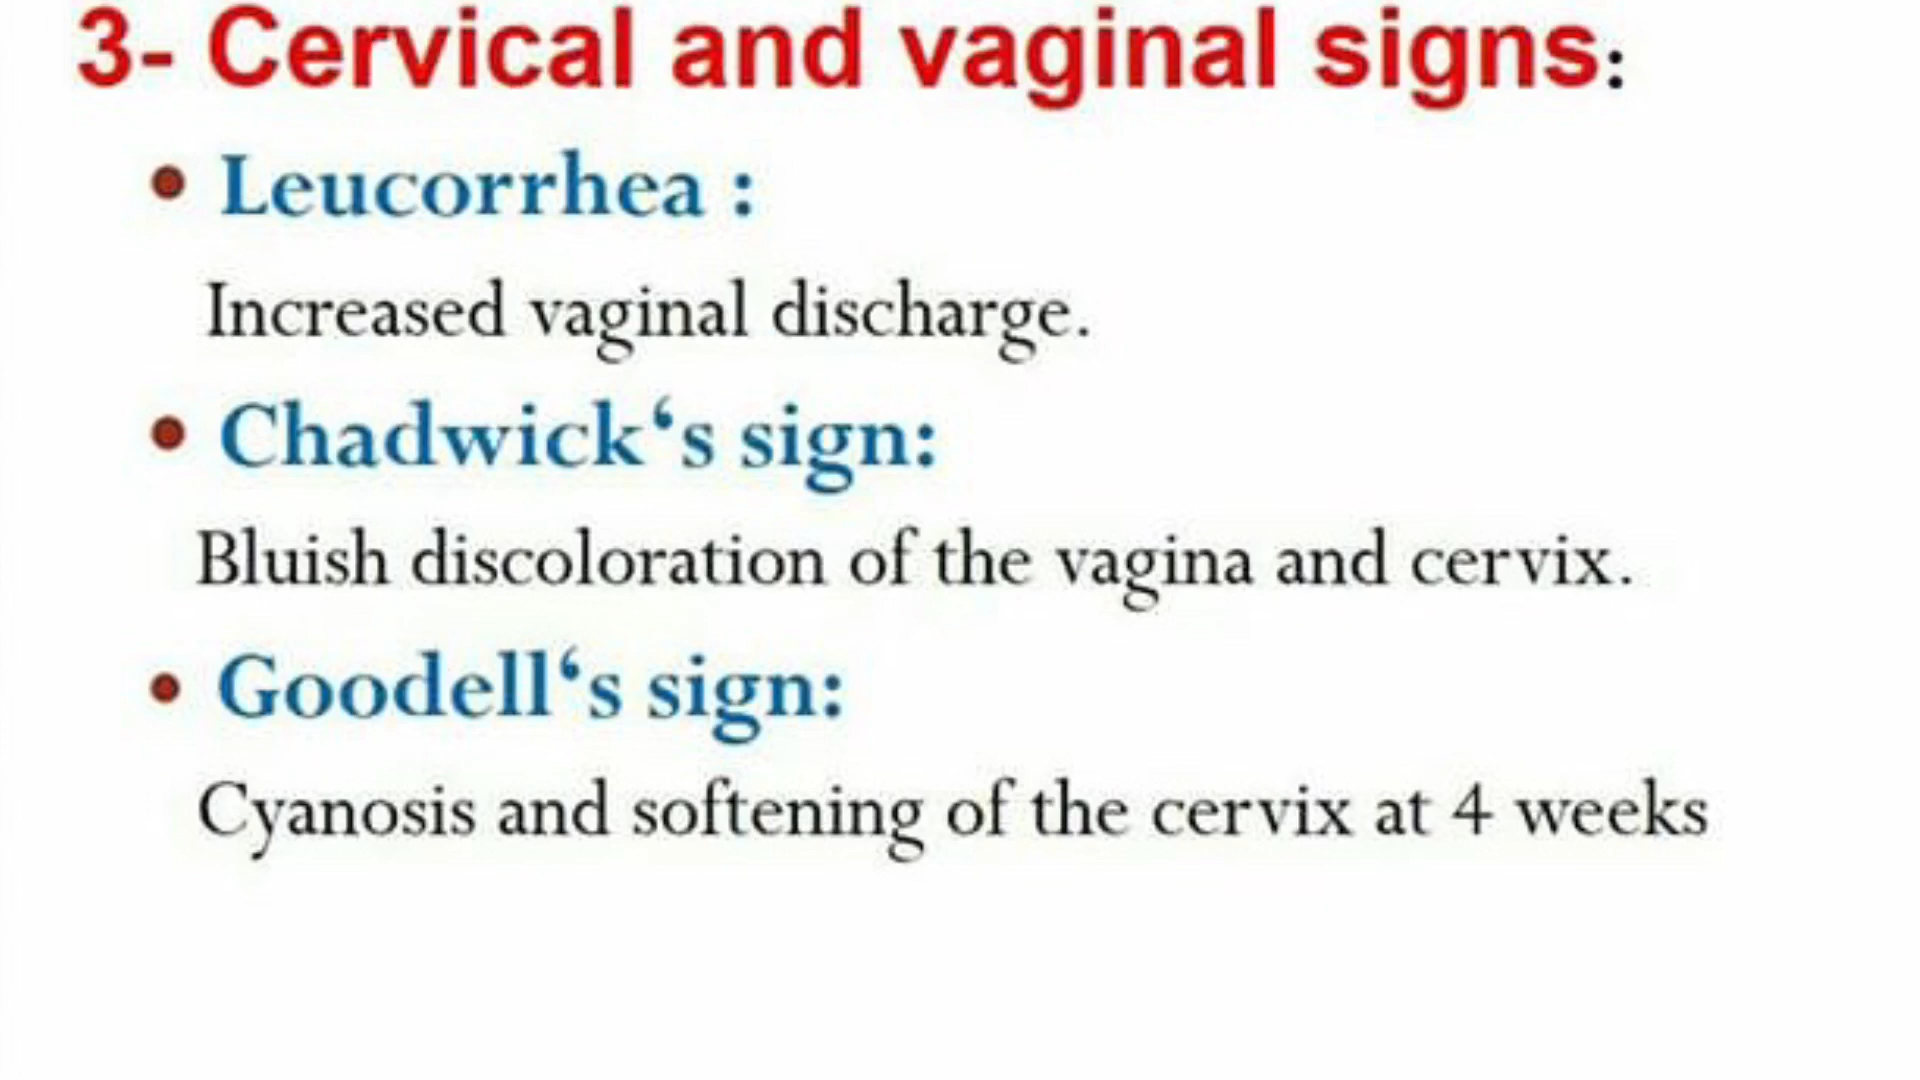 3- Cervical and vaginal signs:
• Leucorrhea :
Increased vaginal discharge.
• Chadwick‘s sign:
Bluish discoloration of the vagina and cervix.
• Goodell‘s sign:
Cyanosis and softening of the cervix at 4 weeks